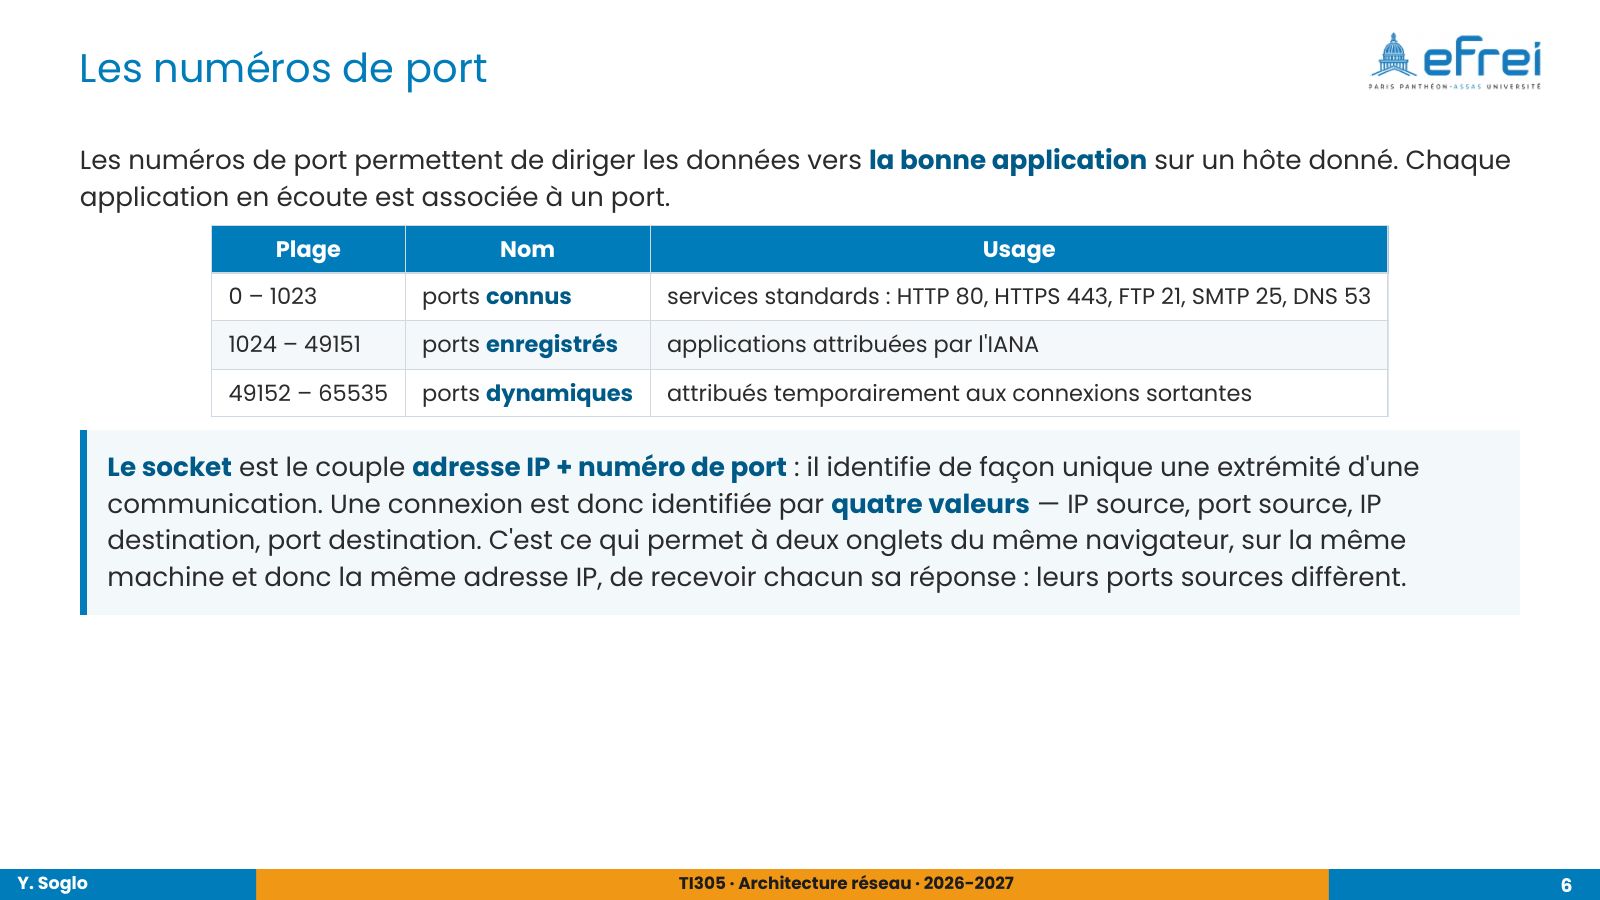 Les numéros de port
efrei
PARIS PANTHÉON-ASSAS UNIVERSITÉ
Les numéros de port permettent de diriger les données vers la bonne application sur un hôte donné. Chaque
application en écoute est associée à un port.
Plage Nom Usage
0 – 1023 ports connus services standards : HTTP 80, HTTPS 443, FTP 21, SMTP 25, DNS 53
1024 – 49151 ports enregistrés applications attribuées par l'IANA
49152 – 65535 ports dynamiques attribués temporairement aux connexions sortantes
Le socket est le couple adresse IP + numéro de port : il identifie de façon unique une extrémité d'une
communication. Une connexion est donc identifiée par quatre valeurs — IP source, port source, IP
destination, port destination. C'est ce qui permet à deux onglets du même navigateur, sur la même
machine et donc la même adresse IP, de recevoir chacun sa réponse : leurs ports sources diffèrent.
Y. Soglo TI305 · Architecture réseau · 2026-2027 6